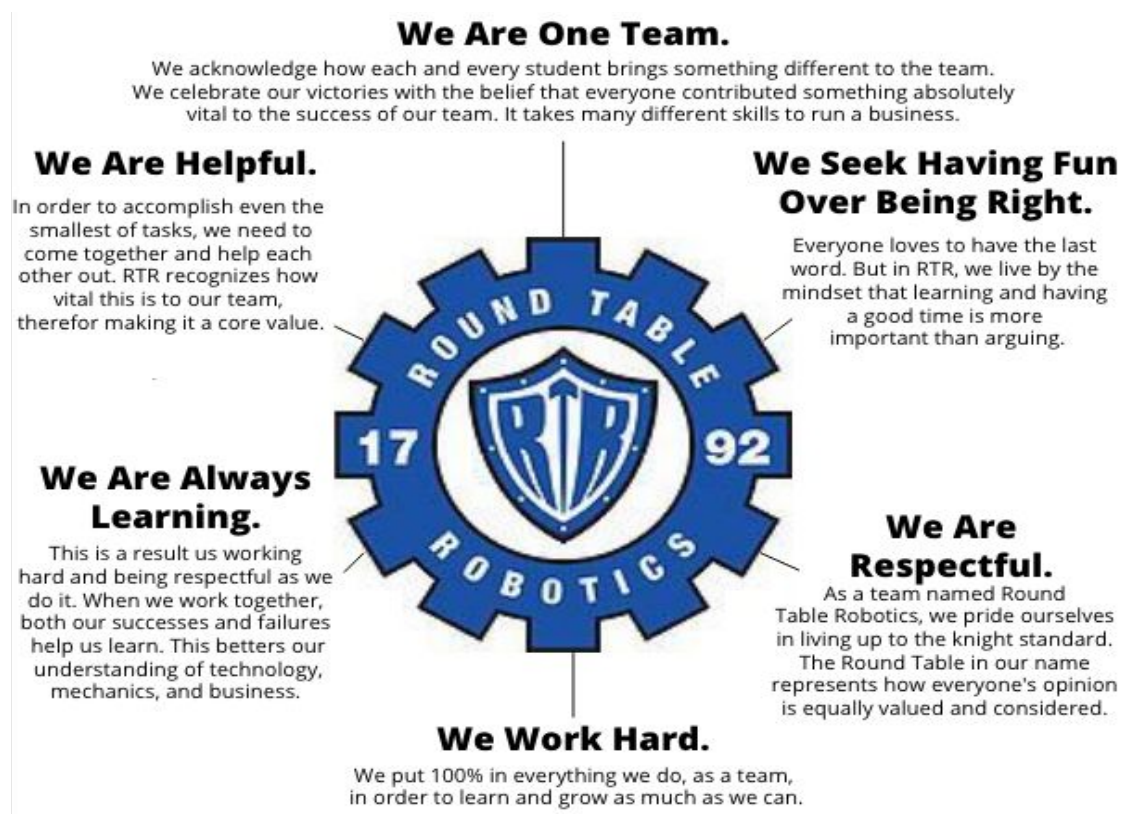 We Are One Team.
We acknowledge how each and every student brings something different to the team.
We celebrate our victories with the belief that everyone contributed something absolutely
vital to the success of our team. It takes many different skills to run a business.
We Are Helpful.
In order to accomplish even the
smallest of tasks, we need to
come together and help each
other out. RTR recognizes how
vital this is to our team,
therefor making it a core value.
We Seek Having Fun
Over Being Right.
Everyone loves to have the last
word. But in RTR, we live by the
mindset that learning and having
a good time is more
important than arguing.
ROUND TABLE
17
RTR
92
ROBOTICS
We Are Always
Learning.
This is a result us working
hard and being respectful as we
do it. When we work together,
both our successes and failures
help us learn. This betters our
understanding of technology,
mechanics, and business.
We Are
Respectful.
As a team named Round
Table Robotics, we pride ourselves
in living up to the knight standard.
The Round Table in our name
represents how everyone's opinion
is equally valued and considered.
We Work Hard.
We put 100% in everything we do, as a team,
in order to learn and grow as much as we can.